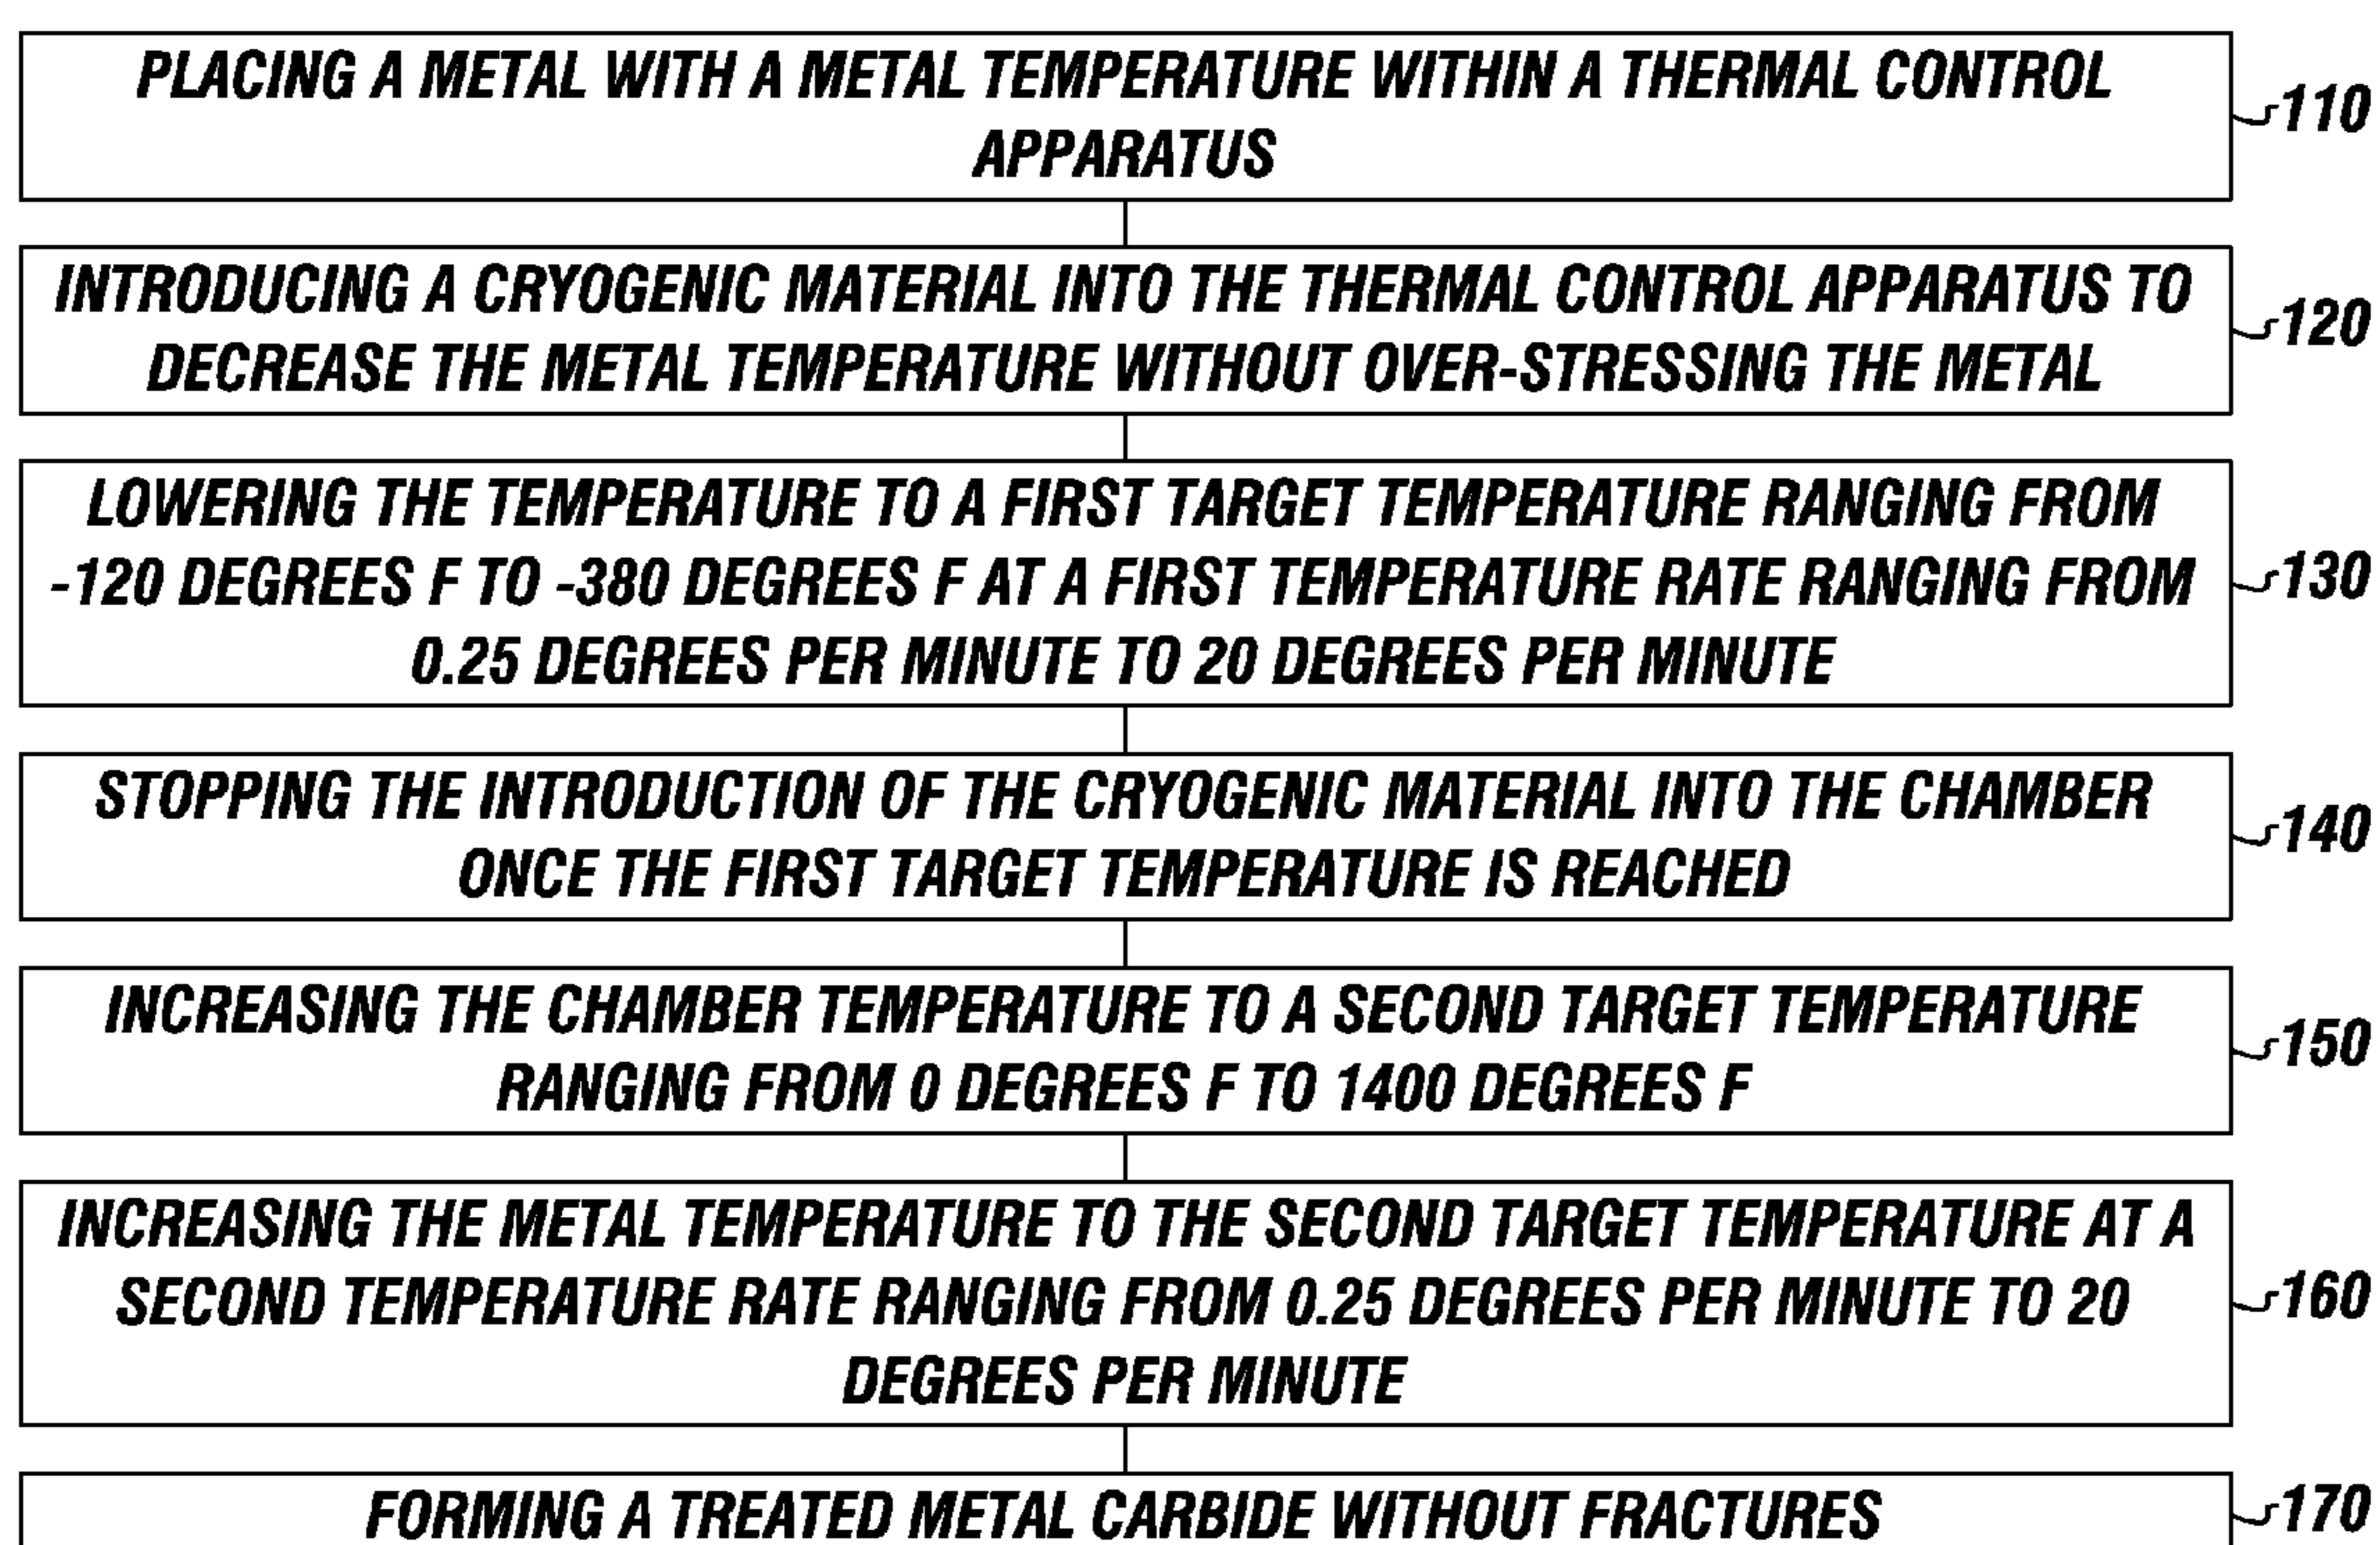 PLACING A METAL WITH A METAL TEMPERATURE WITHIN A THERMAL CONTROL
APPARATUS
110
INTRODUCING A CRYOGENIC MATERIAL INTO THE THERMAL CONTROL APPARATUS TO
DECREASE THE METAL TEMPERATURE WITHOUT OVER-STRESSING THE METAL
120
LOWERING THE TEMPERATURE TO A FIRST TARGET TEMPERATURE RANGING FROM
-120 DEGREES F TO -380 DEGREES F AT A FIRST TEMPERATURE RATE RANGING FROM
0.25 DEGREES PER MINUTE TO 20 DEGREES PER MINUTE
130
STOPPING THE INTRODUCTION OF THE CRYOGENIC MATERIAL INTO THE CHAMBER
ONCE THE FIRST TARGET TEMPERATURE IS REACHED
140
INCREASING THE CHAMBER TEMPERATURE TO A SECOND TARGET TEMPERATURE
RANGING FROM 0 DEGREES F TO 1400 DEGREES F
150
INCREASING THE METAL TEMPERATURE TO THE SECOND TARGET TEMPERATURE AT A
SECOND TEMPERATURE RATE RANGING FROM 0.25 DEGREES PER MINUTE TO 20
DEGREES PER MINUTE
160
FORMING A TREATED METAL CARBIDE WITHOUT FRACTURES
170